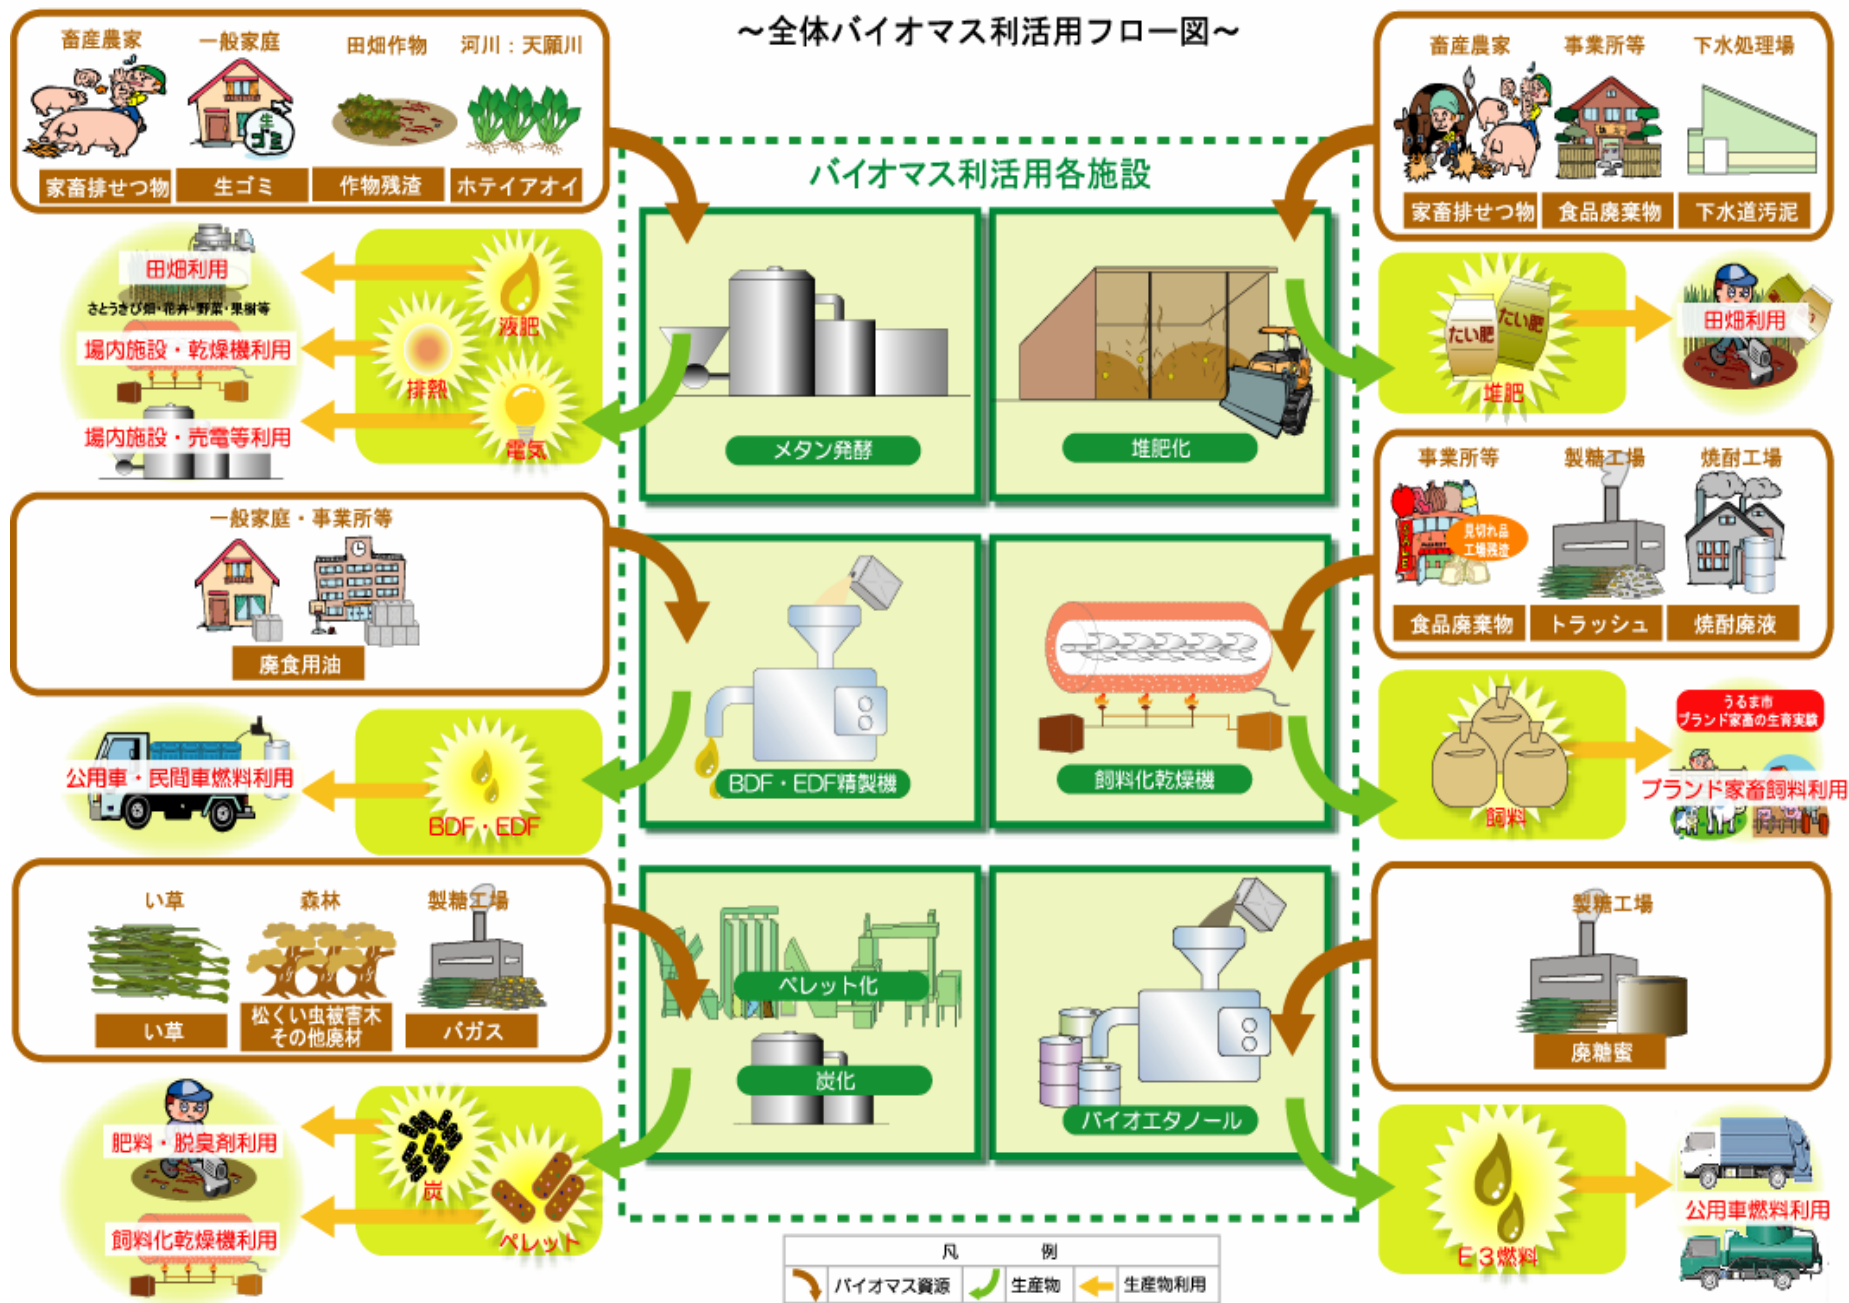 ～全体バイオマス利活用フロー図～
畜産農家
一般家庭
田畑作物
河川：天願川
生
ゴミ
家畜排せつ物
生ゴミ
作物残渣
ホテイアオイ
畜産農家
事業所等
下水処理場
家畜排せつ物
食品廃棄物
下水道汚泥
バイオマス利活用各施設
田畑利用
さとうきび畑・花卉・野菜・果樹等
場内施設・乾燥機利用
場内施設・売電等利用
液肥
排熱
電気
メタン発酵
堆肥化
たい肥
たい肥
堆肥
田畑利用
一般家庭・事業所等
廃食用油
事業所等
製糖工場
焼酎工場
見切れ品
工場残渣
食品廃棄物
トラッシュ
焼酎廃液
公用車・民間車燃料利用
BDF・EDF
BDF・EDF精製機
飼料化乾燥機
飼料
うるま市
ブランド家畜の生育実験
ブランド家畜飼料利用
い草
森林
製糖工場
い草
松くい虫被害木
その他廃材
バガス
ペレット化
炭化
バイオエタノール
製糖工場
廃糖蜜
肥料・脱臭剤利用
飼料化乾燥機利用
炭
ペレット
E3燃料
公用車燃料利用
凡 例
バイオマス資源
生産物
生産物利用